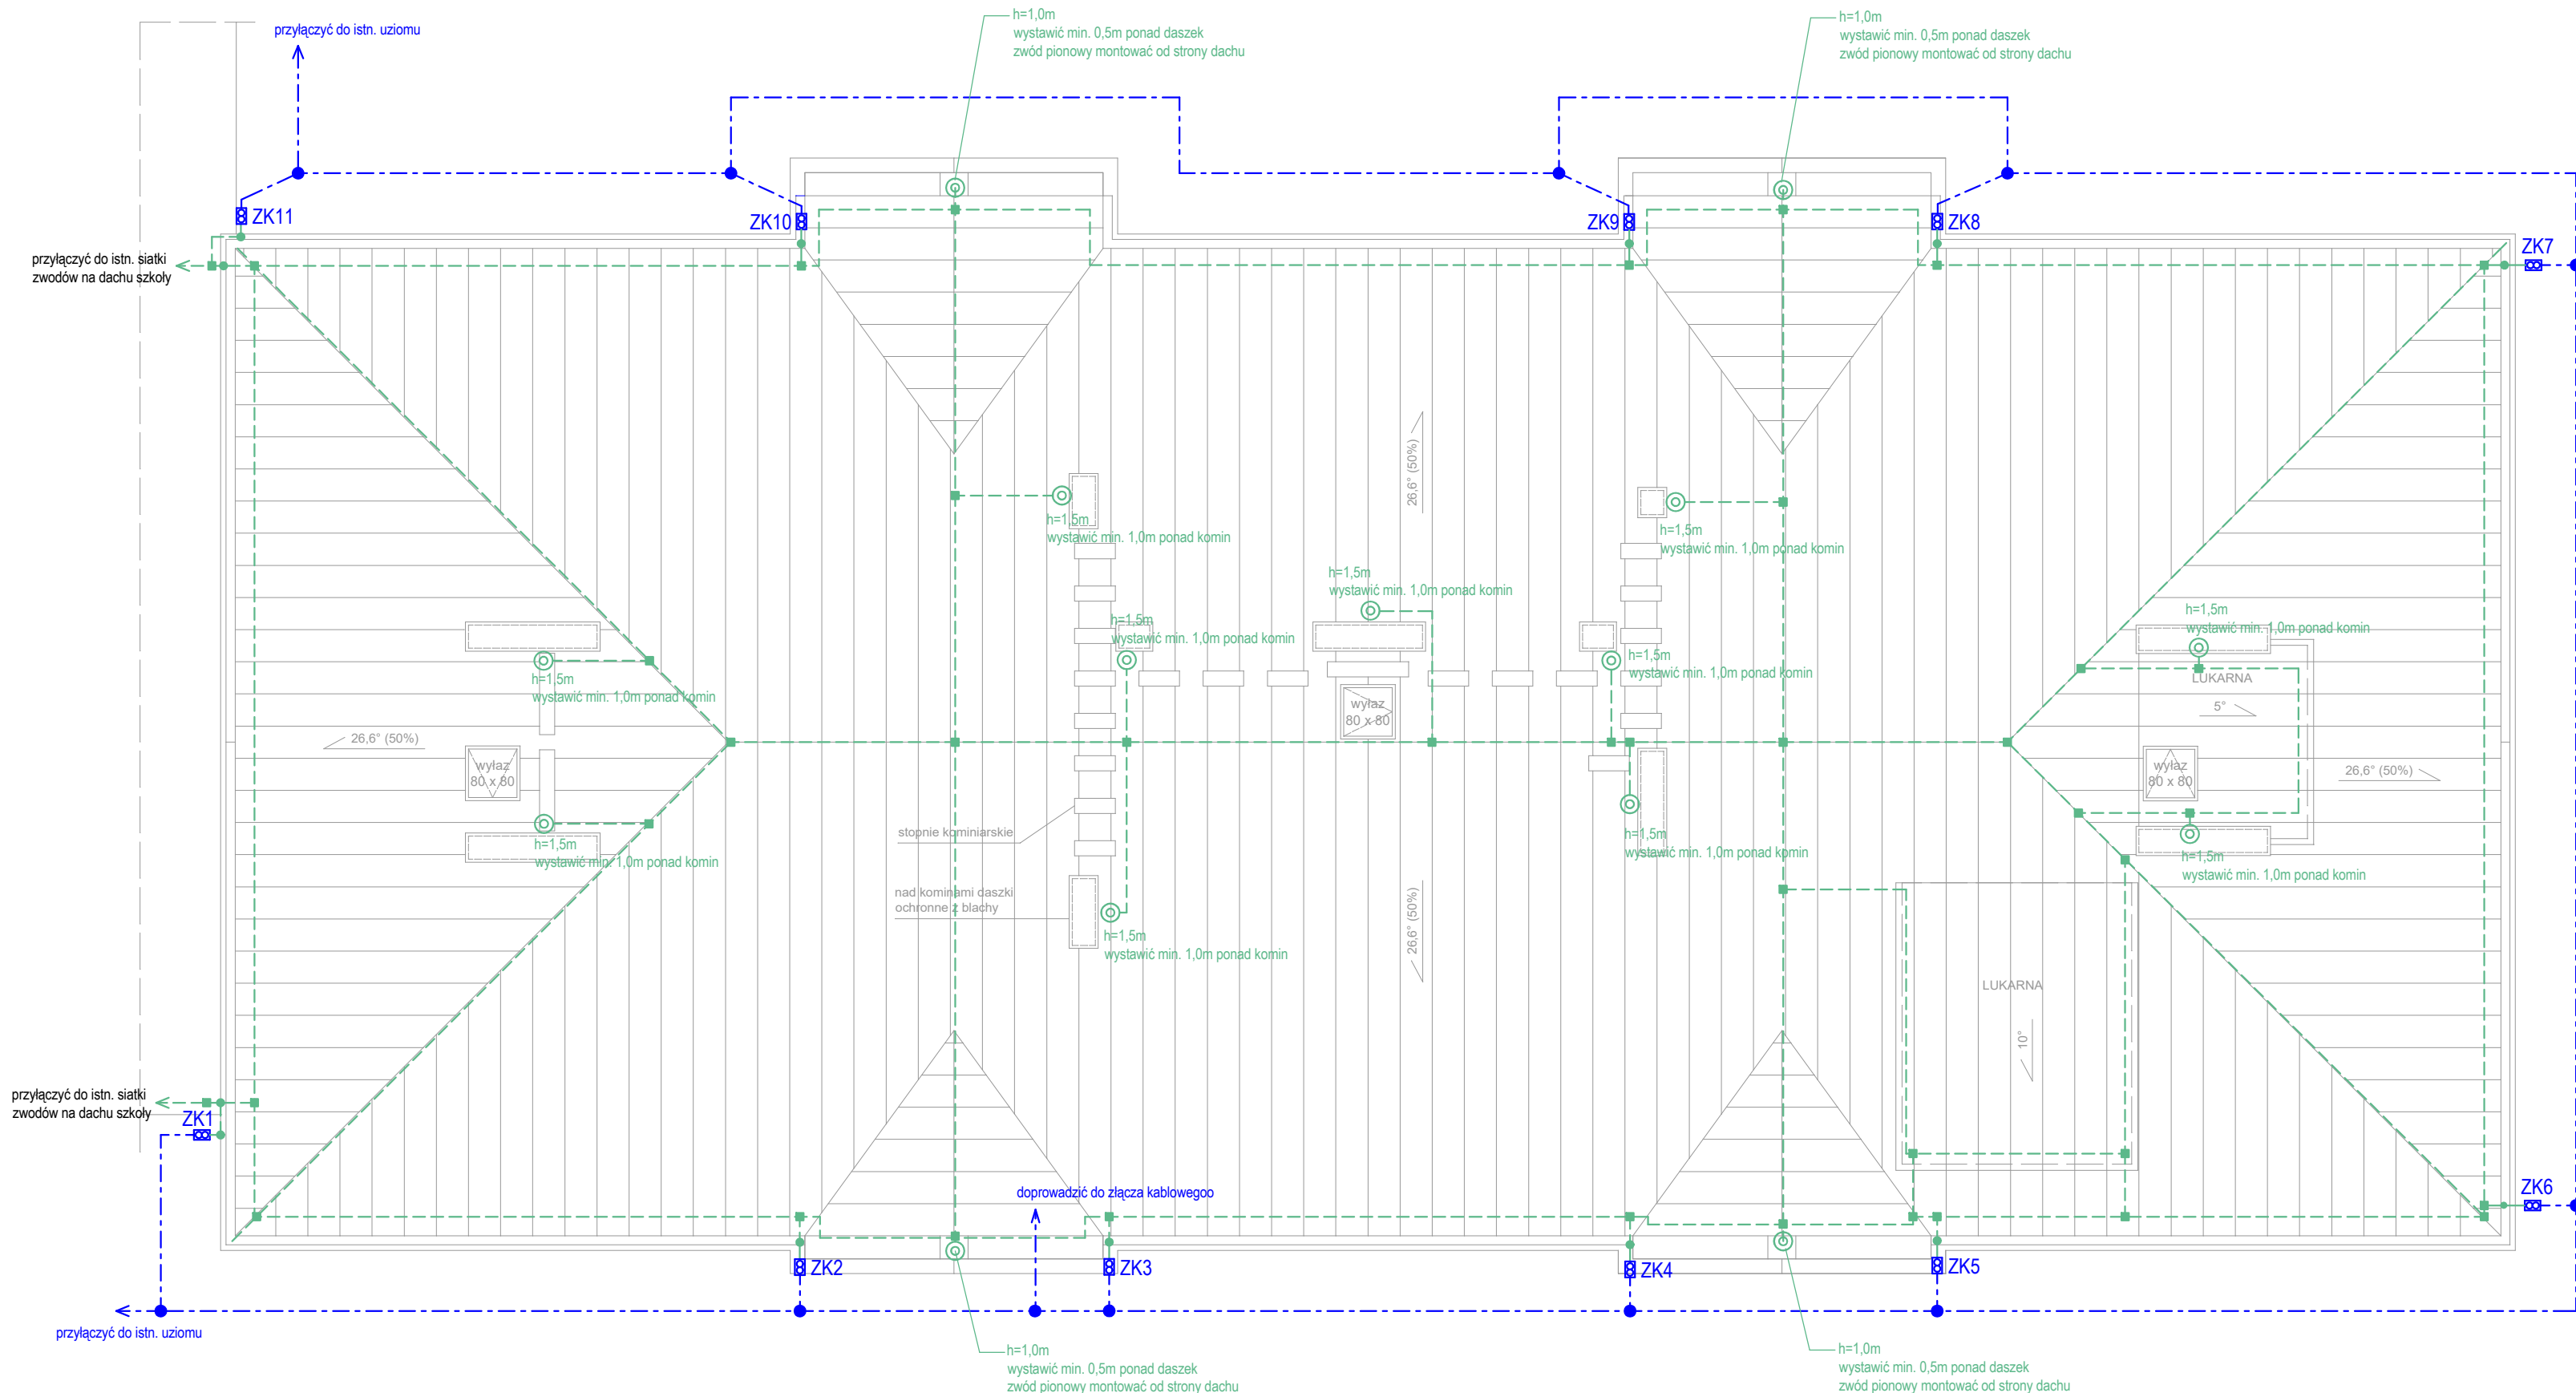 h=1,0m
wystawić min. 0,5m ponad daszek
zwód pionowy montować od strony dachu
h=1,0m
wystawić min. 0,5m ponad daszek
zwód pionowy montować od strony dachu
przyłączyć do istn. uziomu
ZK11
ZK10
ZK9
ZK8
ZK7
przyłączyć do istn. siatki
zwodów na dachu szkoły
26,6° (50%)
h=1,5m
wystawić min. 1,0m ponad komin
h=1,5m
wystawić min. 1,0m ponad komin
h=1,5m
wystawić min. 1,0m ponad komin
h=1,5m
wystawić min. 1,0m ponad komin
h=1,5m
wystawić min. 1,0m ponad komin
h=1,5m
wystawić min. 1,0m ponad komin
h=1,5m
wystawić min. 1,0m ponad komin
LUKARNA
5°
wyłaz
80 x 80
26,6° (50%)
wyłaz
80 x 80
wyłaz
80 x 80
26,6° (50%)
h=1,5m
wystawić min. 1,0m ponad komin
stopnie kominiarskie
h=1,5m
wystawić min. 1,0m ponad komin
h=1,5m
wystawić min. 1,0m ponad komin
nad kominami daszki
ochronne z blachy
h=1,5m
wystawić min. 1,0m ponad komin
26,6° (50%)
LUKARNA
10°
przyłączyć do istn. siatki
zwodów na dachu szkoły
ZK1
doprowadzić do złącza kablowegoo
ZK6
ZK2
ZK3
ZK4
ZK5
przyłączyć do istn. uziomu
h=1,0m
wystawić min. 0,5m ponad daszek
zwód pionowy montować od strony dachu
h=1,0m
wystawić min. 0,5m ponad daszek
zwód pionowy montować od strony dachu